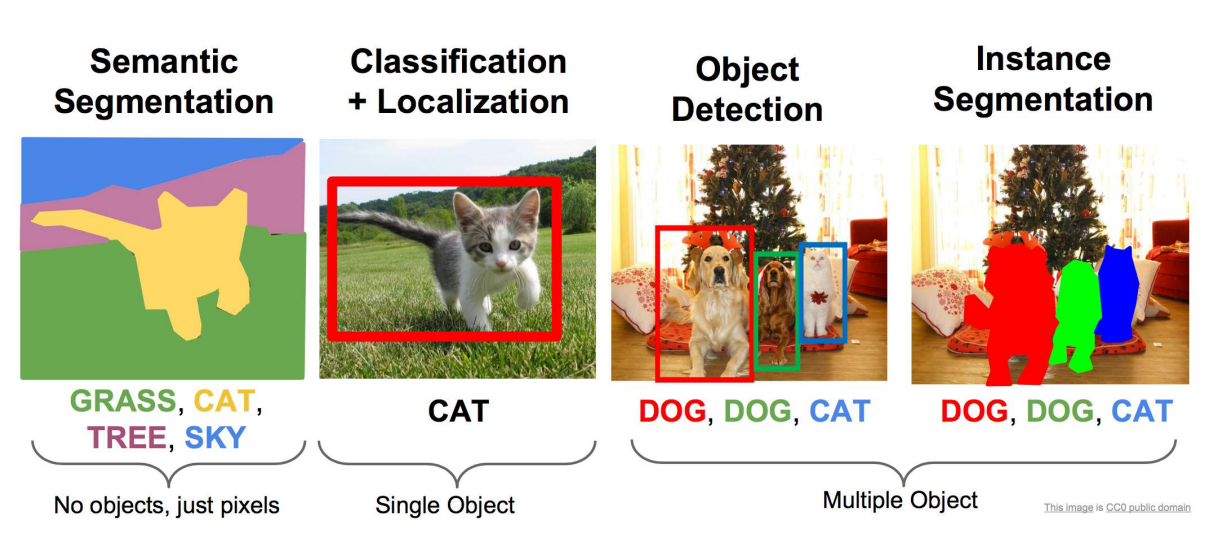 Semantic
Segmentation
Classification
+ Localization
Object
Detection
Instance
Segmentation
GRASS, CAT,
TREE, SKY
CAT
DOG, DOG, CAT
DOG, DOG, CAT
No objects, just pixels
Single Object
Multiple Object
This image is CC0 public domain